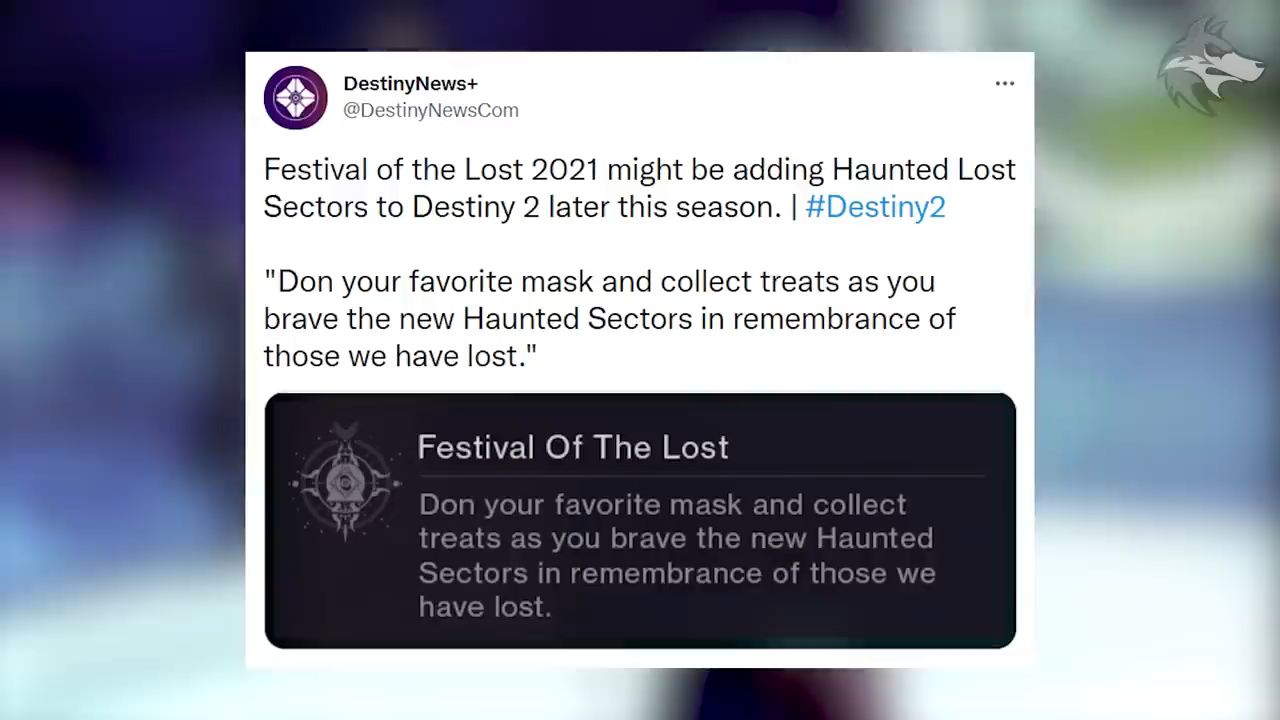 DestinyNews+
@DestinyNewsCom
Festival of the Lost 2021 might be adding Haunted Lost
Sectors to Destiny 2 later this season. | #Destiny2
"Don your favorite mask and collect treats as you
brave the new Haunted Sectors in remembrance of
those we have lost."
Festival Of The Lost
Don your favorite mask and collect
treats as you brave the new Haunted
Sectors in remembrance of those we
have lost.